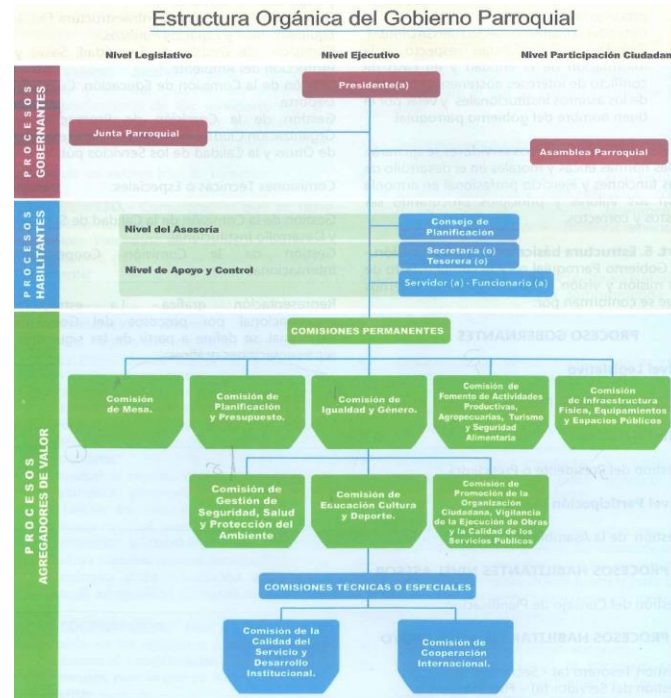 Estructura Orgánica del Gobierno Parroquial
Nivel Legislativo
Nivel Ejecutivo
Nivel Participación Ciudadan
PROCESOS
GOBERNANTES
Presidente(a)
Junta Parroquial
Asamblea Parroquial
PROCESOS
HABILITANTES
Nivel del Asesoría
Consejo de
Planificación
Secretaria (o)
Tesorera (o)
Nivel de Apoyo y Control
Servidor (a) - Funcionario (a)
PROCESOS
AGREGADORES DE VALOR
COMISIONES PERMANENTES
Comisión
de Mesa.
Comisión de
Planificación
y Presupuesto.
Comisión de
Igualdad y Género.
Comisión de
Fomento de Actividades
Productivas,
Agropecuarias, Turismo
y Seguridad
Alimentaria
Comisión
de Infraestructura
Física, Equipamientos
y Espacios Públicos
Comisión de
Gestión de
Seguridad, Salud
y Protección del
Ambiente
Comisión de
Esucación Cultura
y Deporte.
Comisión de
Promoción de la
Organización
Ciudadana, Vigilancia
de la Ejecución de Obras
y la Calidad de los
Servicios Públicos
COMISIONES TÉCNICAS O ESPECIALES
Comisión de la
Calidad del
Servicio y
Desarrollo
Institucional.
Comisión de
Cooperación
Internacional.